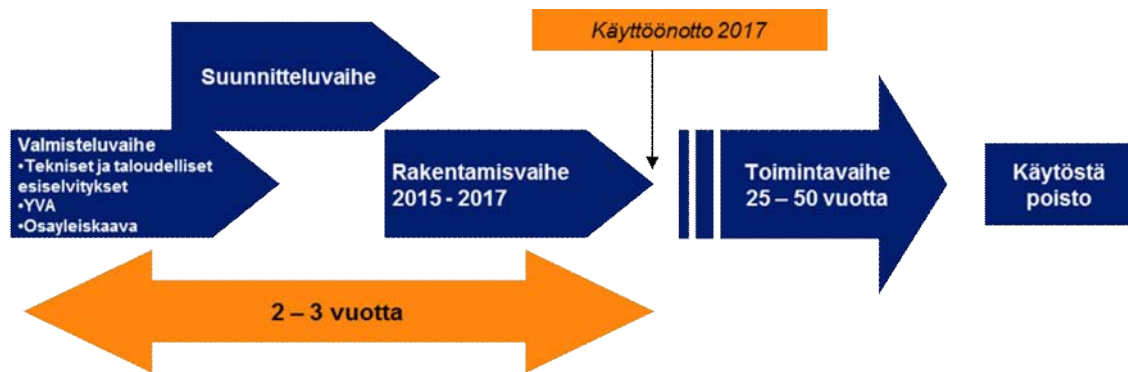 Käyttöönotto 2017
Suunnitteluvaihe
Valmisteluvaihe
•Tekniset ja taloudelliset
esiselvitykset
•YVA
•Osayleiskaava
Rakentamisvaihe
2015 - 2017
Toimintavaihe
25 – 50 vuotta
Käytöstä
poisto
2 – 3 vuotta